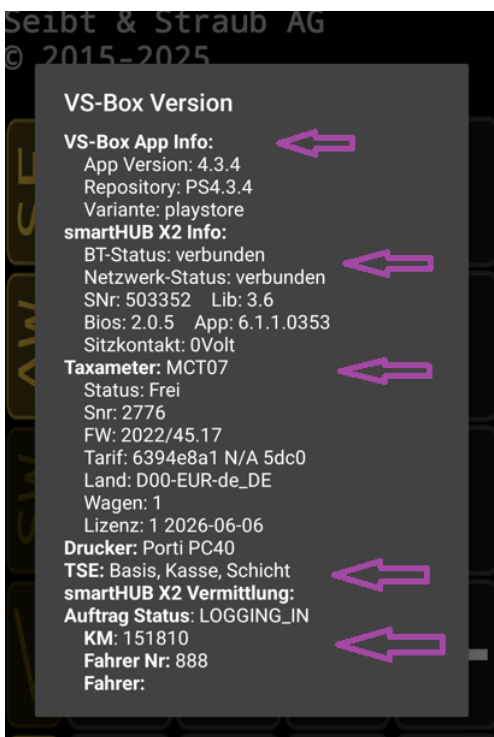 Seibt & Straub AG
© 2015-2025
VS-Box Version
VS-Box App Info:
App Version: 4.3.4
Repository: PS4.3.4
Variante: playstore
smartHUB X2 Info:
BT-Status: verbunden
Netzwerk-Status: verbunden
SNr: 503352 Lib: 3.6
Bios: 2.0.5 App: 6.1.1.0353
Sitzkontakt: 0Volt
Taxameter: MCT07
Status: Frei
Snr: 2776
FW: 2022/45.17
Tarif: 6394e8a1 N/A 5dc0
Land: D00-EUR-de_DE
Wagen: 1
Lizenz: 1 2026-06-06
Drucker: Porti PC40
TSE: Basis, Kasse, Schicht
smartHUB X2 Vermittlung:
Auftrag Status: LOGGING_IN
KM: 151810
Fahrer Nr: 888
Fahrer: